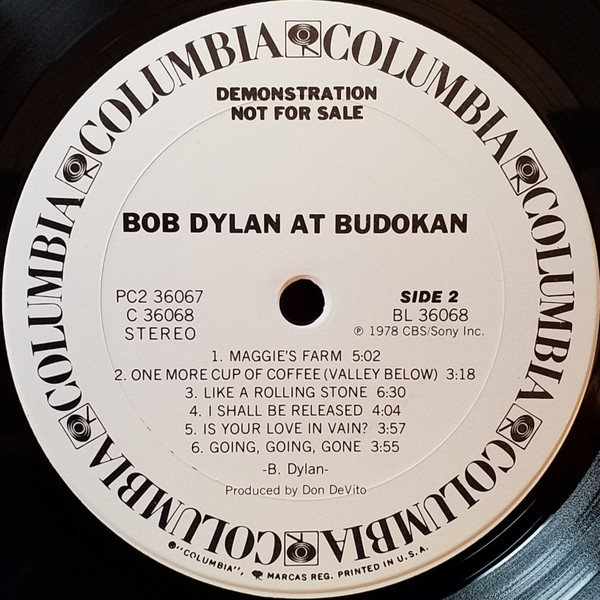 COLUMBIA COLUMBIA COLUMBIA COLUMBIA COLUMBIA COLUMBIA COLUMBIA COLUMBIA
DEMONSTRATION
NOT FOR SALE
BOB DYLAN AT BUDOKAN
PC2 36067
C 36068
STEREO
SIDE 2
BL 36068
℗ 1978 CBS/Sony Inc.
1. MAGGIE'S FARM 5:02
2. ONE MORE CUP OF COFFEE (VALLEY BELOW) 3:18
3. LIKE A ROLLING STONE 6:30
4. I SHALL BE RELEASED 4:04
5. IS YOUR LOVE IN VAIN? 3:57
6. GOING, GOING, GONE 3:55
-B. Dylan-
Produced by Don DeVito
"COLUMBIA", MARCAS REG. PRINTED IN U.S.A.